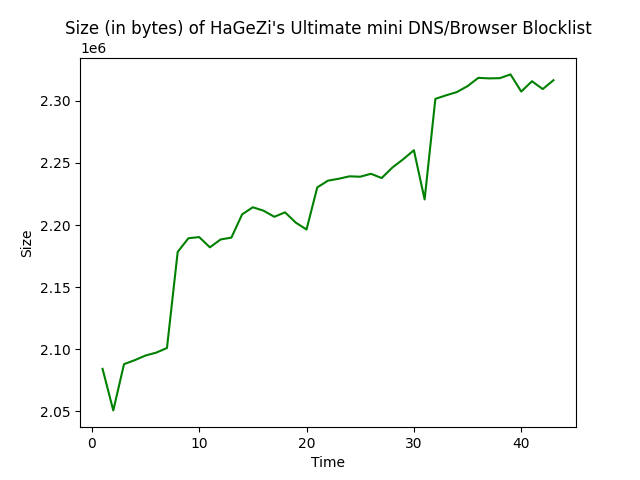 Size (in bytes) of HaGeZi's Ultimate mini DNS/Browser Blocklist
1e6
2.30
2.25
2.20
2.15
2.10
2.05
Size
0 10 20 30 40
Time